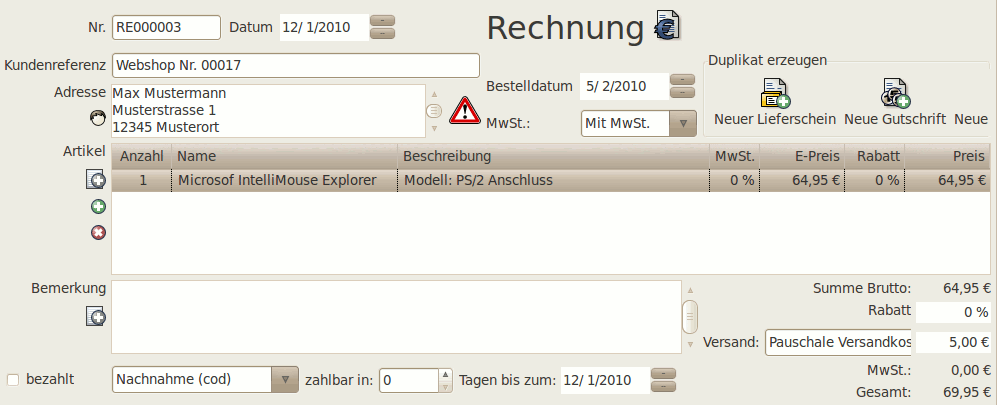 Nr. RE000003 Datum 12/ 1/2010 Rechnung
Kundenreferenz Webshop Nr. 00017
Duplikat erzeugen
Bestelldatum 5/ 2/2010
Adresse Max Mustermann
Musterstrasse 1
12345 Musterort
MwSt.: Mit MwSt.
Neuer Lieferschein Neue Gutschrift Neue
Artikel Anzahl Name Beschreibung MwSt. E-Preis Rabatt Preis
1 Microsof IntelliMouse Explorer Modell: PS/2 Anschluss 0 % 64,95 € 0 % 64,95 €
Bemerkung
Summe Brutto: 64,95 €
Rabatt 0 %
Versand: Pauschale Versandkos 5,00 €
MwSt.: 0,00 €
bezahlt Nachnahme (cod) zahlbar in: 0 Tagen bis zum: 12/ 1/2010
Gesamt: 69,95 €